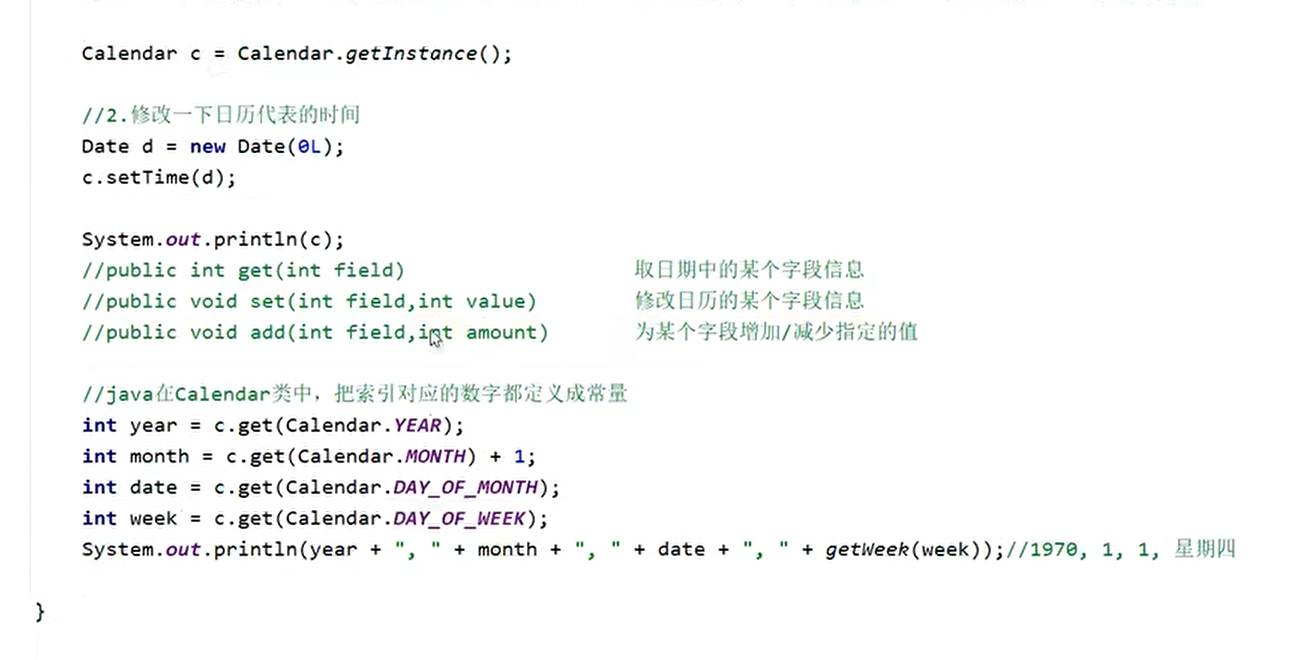 Calendar c = Calendar.getInstance();
//2.修改一下日历代表的时间
Date d = new Date(0L);
c.setTime(d);
System.out.println(c);
//public int get(int field) 取日期中的某个字段信息
//public void set(int field,int value) 修改日历的某个字段信息
//public void add(int field,int amount) 为某个字段增加/减少指定的值
//java在Calendar类中，把索引对应的数字都定义成常量
int year = c.get(Calendar.YEAR);
int month = c.get(Calendar.MONTH) + 1;
int date = c.get(Calendar.DAY_OF_MONTH);
int week = c.get(Calendar.DAY_OF_WEEK);
System.out.println(year + ", " + month + ", " + date + ", " + getWeek(week));//1970, 1, 1, 星期四
}